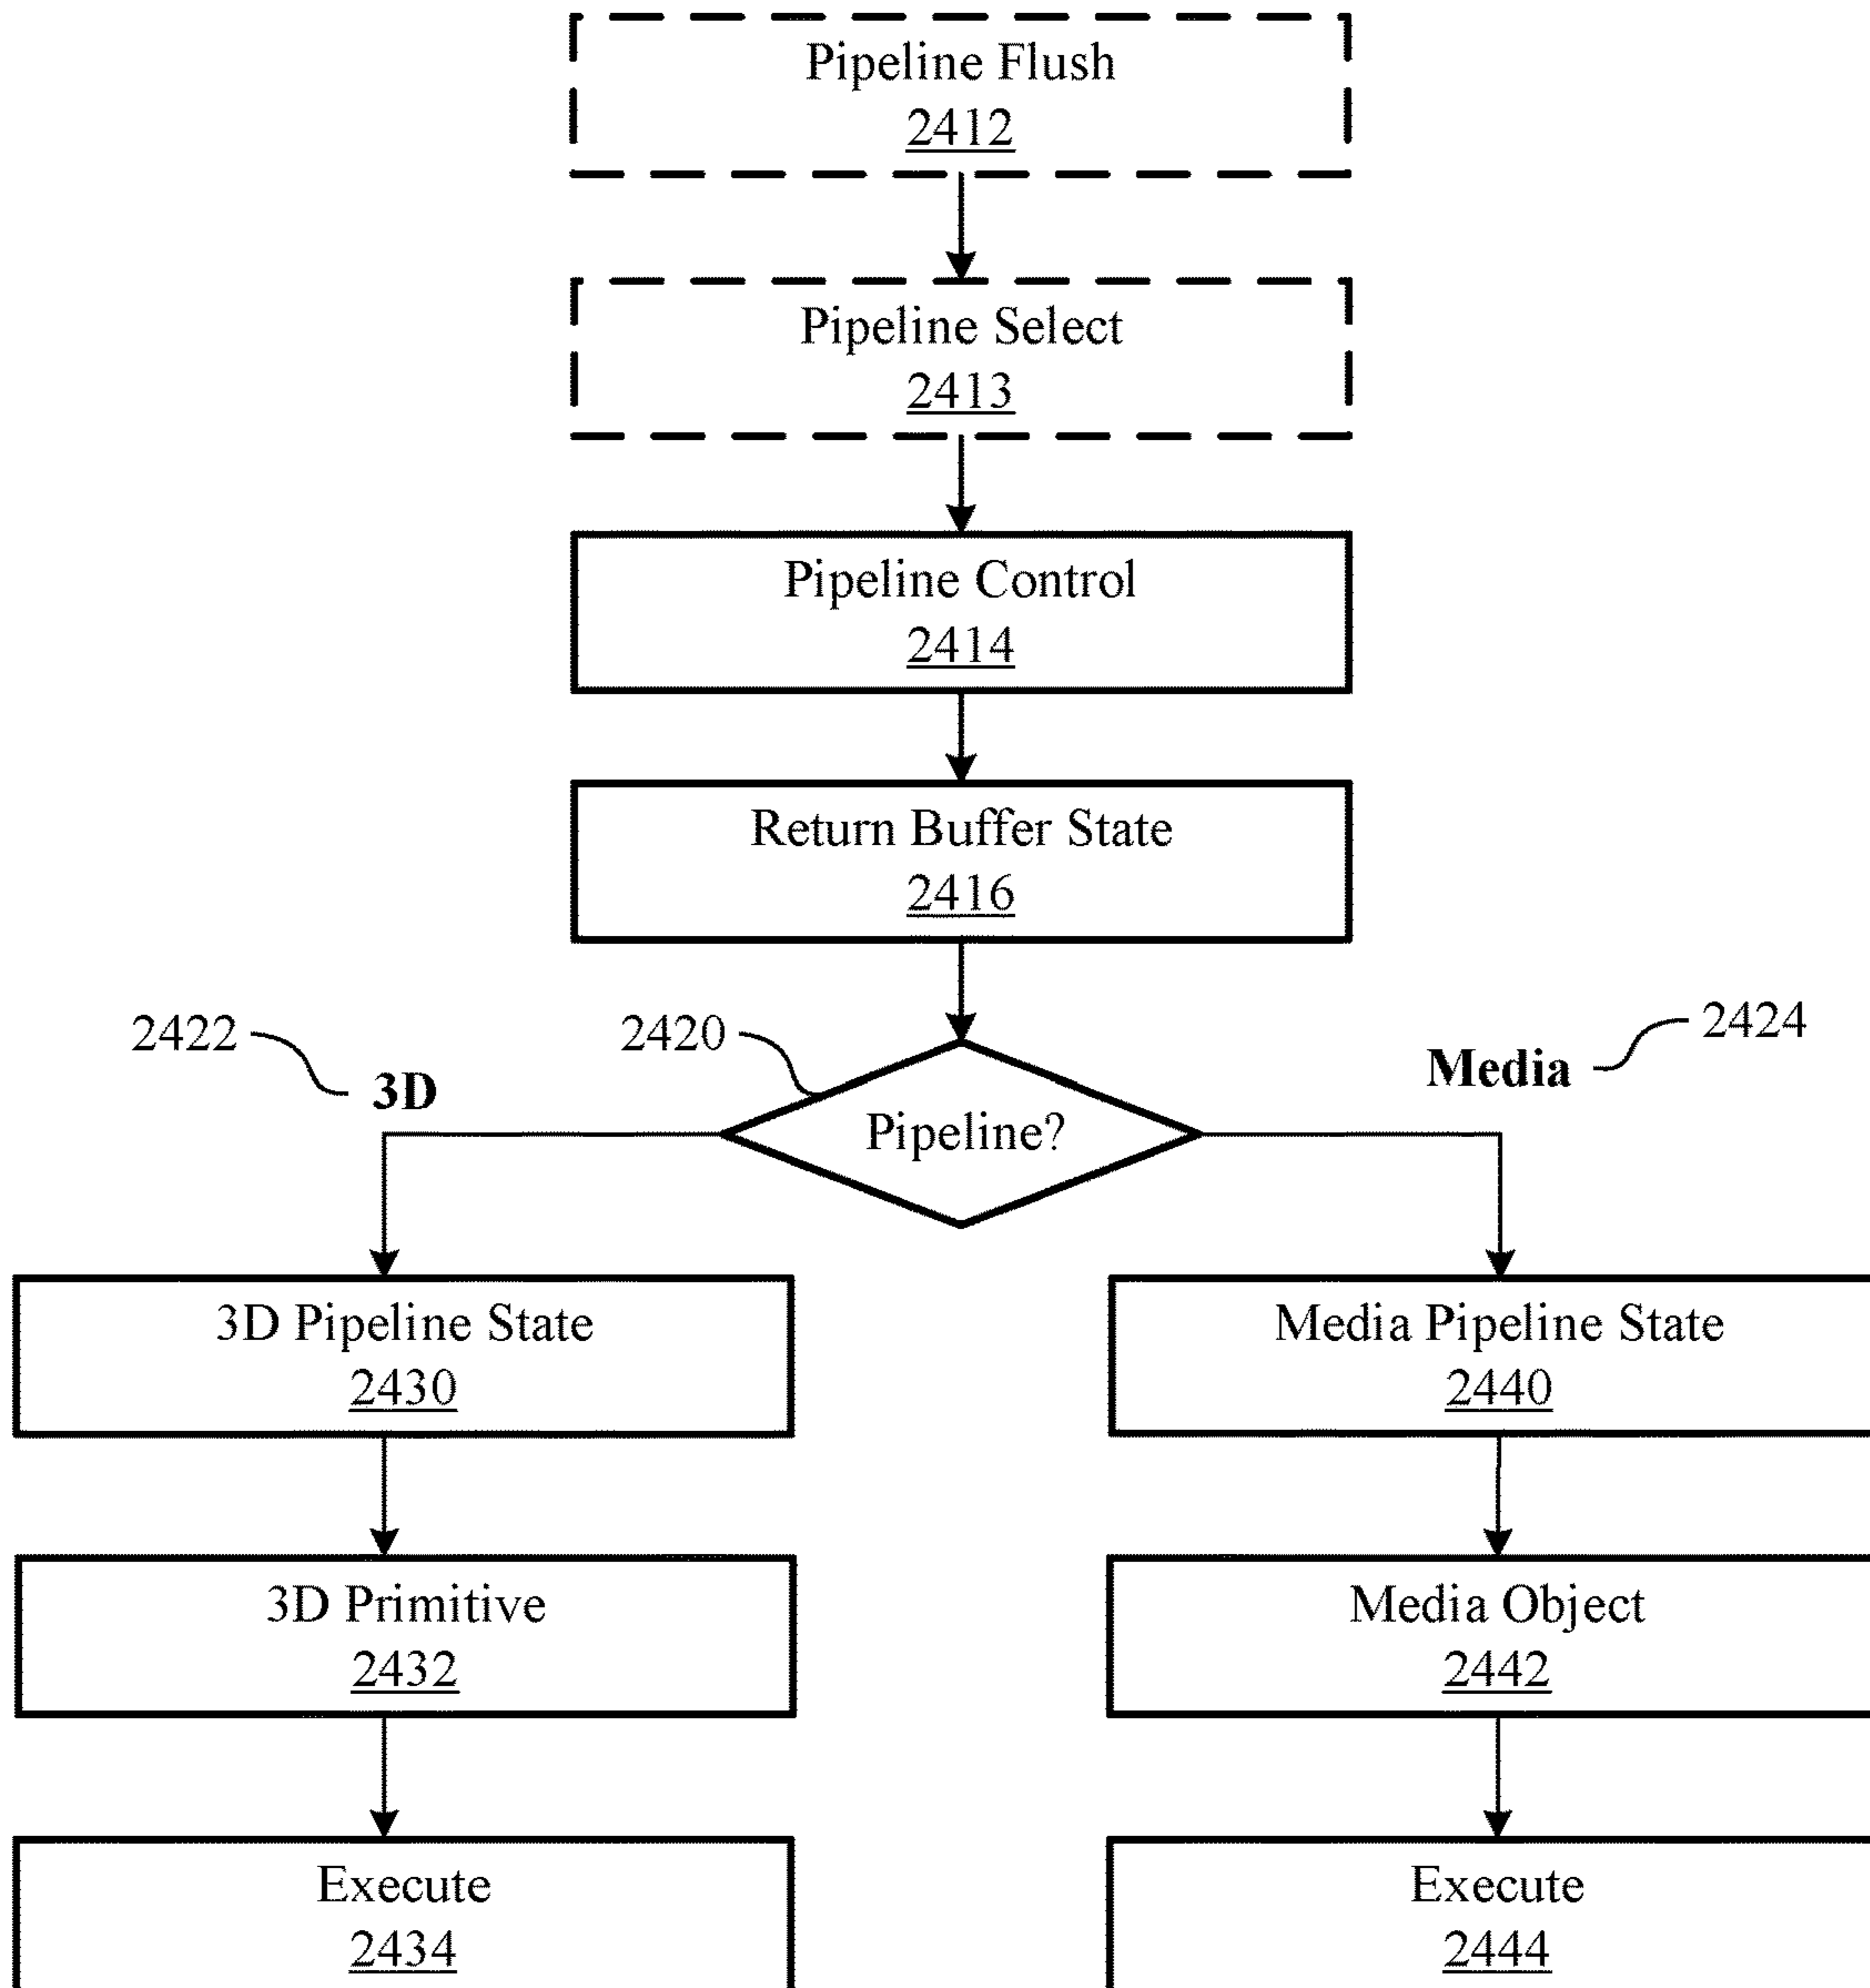 Pipeline Flush
2412
Pipeline Select
2413
Pipeline Control
2414
Return Buffer State
2416
2422
2420
2424
3D
Media
Pipeline?
3D Pipeline State
2430
Media Pipeline State
2440
3D Primitive
2432
Media Object
2442
Execute
2434
Execute
2444